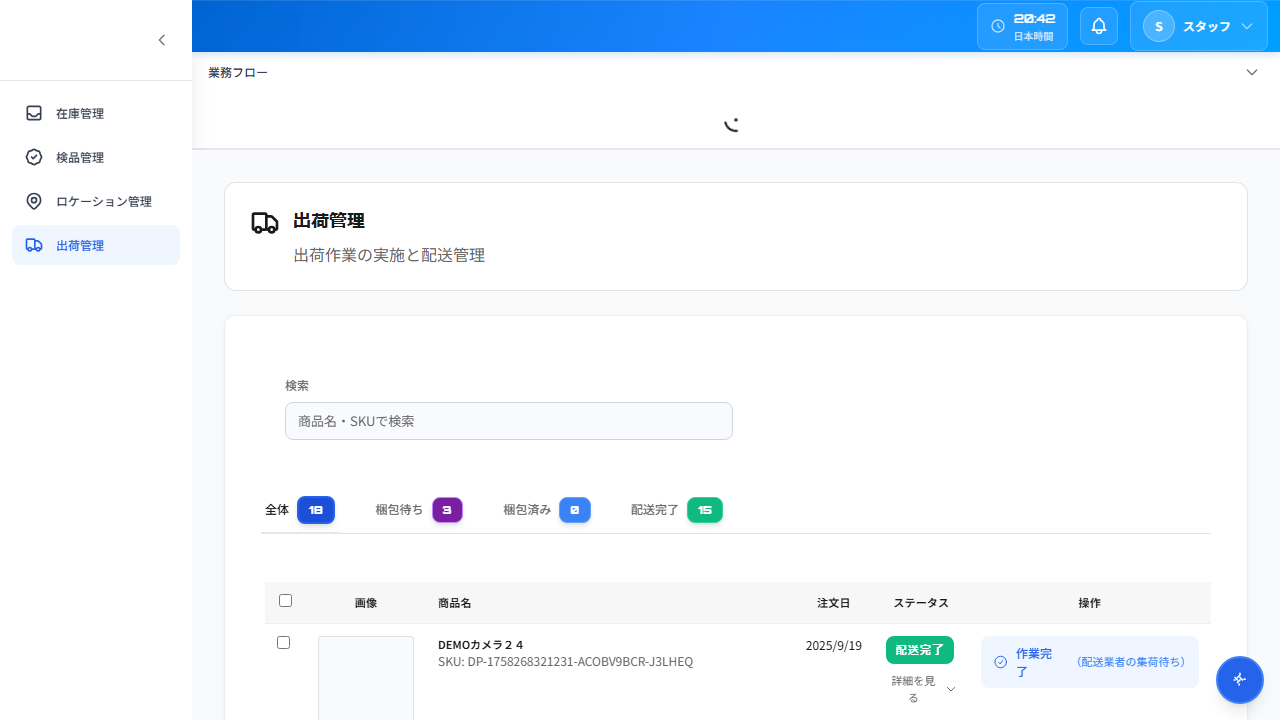 20:42
日本時間
S
スタッフ
業務フロー
在庫管理
検品管理
ロケーション管理
出荷管理
出荷管理
出荷作業の実施と配送管理
検索
商品名・SKUで検索
全体 18 梱包待ち 3 梱包済み 0 配送完了 15
画像 商品名 注文日 ステータス 操作
DEMOカメラ２４
SKU: DP-1758268321231-ACOBV9BCR-J3LHEQ
2025/9/19
配送完了
詳細を見
る
作業完
了
（配送業者の集荷待ち）